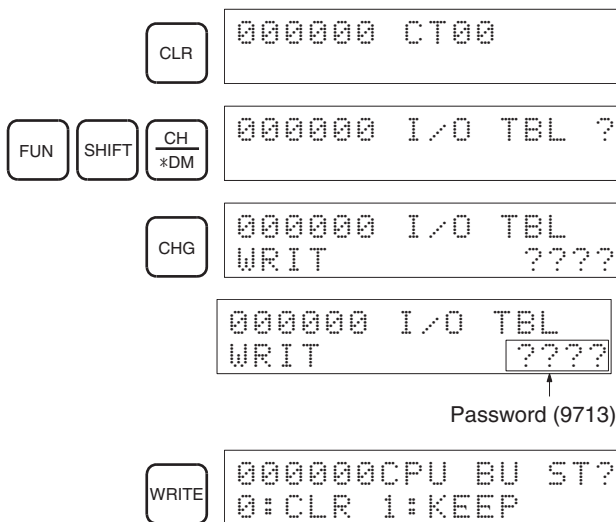 CLR
000000 CT00
FUN
SHIFT
CH
*DM
000000 I/O TBL ?
CHG
000000 I/O TBL
WRIT ????
000000 I/O TBL
WRIT ????
Password (9713)
WRITE
000000CPU BU ST?
0:CLR 1:KEEP